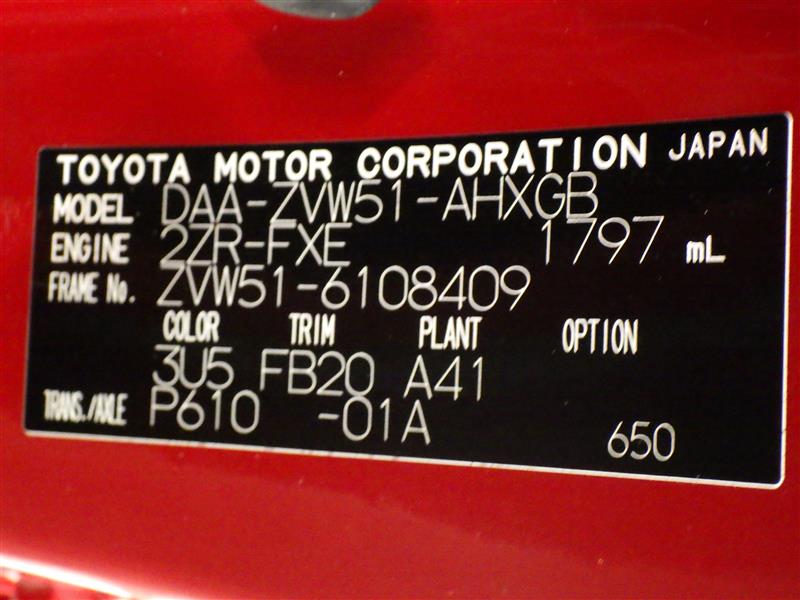 TOYOTA MOTOR CORPORATION JAPAN
MODEL DAA-ZVW51-AHXGB
ENGINE 2ZR-FXE 1797 mL
FRAME No. ZVW51-6108409
COLOR TRIM PLANT OPTION
3U5 FB20 A41
TRANS./AXLE P610 -01A 650